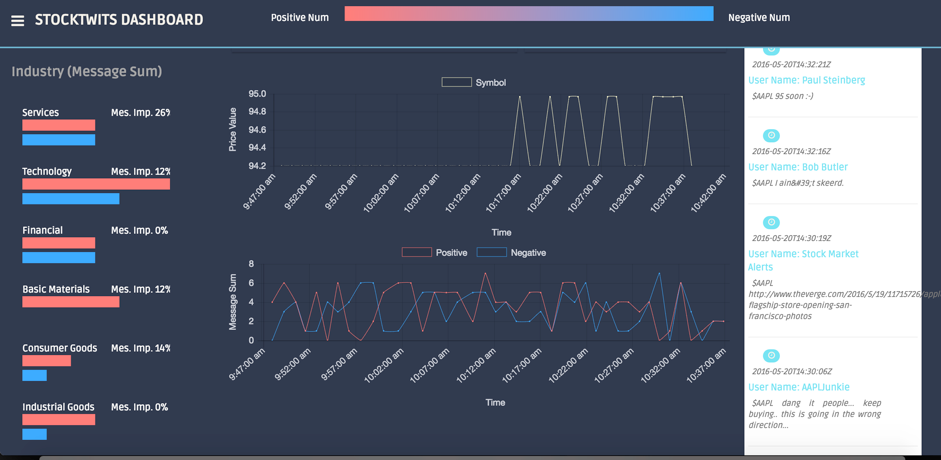 STOCKTWITS DASHBOARD
Positive Num
Negative Num
Industry (Message Sum)
Services Mes. Imp. 26%
Technology Mes. Imp. 12%
Financial Mes. Imp. 0%
Basic Materials Mes. Imp. 12%
Consumer Goods Mes. Imp. 14%
Industrial Goods Mes. Imp. 0%
Symbol
Price Value
95.0
94.8
94.6
94.4
94.2
9:47:00 am
9:52:00 am
9:57:00 am
10:02:00 am
10:07:00 am
10:12:00 am
10:17:00 am
10:22:00 am
10:27:00 am
10:32:00 am
10:37:00 am
10:42:00 am
Time
Positive Negative
Message Sum
8
6
4
2
0
9:47:00 am
9:52:00 am
9:57:00 am
10:02:00 am
10:07:00 am
10:12:00 am
10:17:00 am
10:22:00 am
10:27:00 am
10:32:00 am
10:37:00 am
Time
2016-05-20T14:32:21Z
User Name: Paul Steinberg
$AAPL 95 soon :-)
2016-05-20T14:32:16Z
User Name: Bob Butler
$AAPL I ain&#39;t skeerd.
2016-05-20T14:30:19Z
User Name: Stock Market
Alerts
$AAPL
http://www.theverge.com/2016/5/19/11715726/appl
flagship-store-opening-san-
francisco-photos
2016-05-20T14:30:06Z
User Name: AAPLJunkie
$AAPL dang it people... keep
buying.. this is going in the wrong
direction...